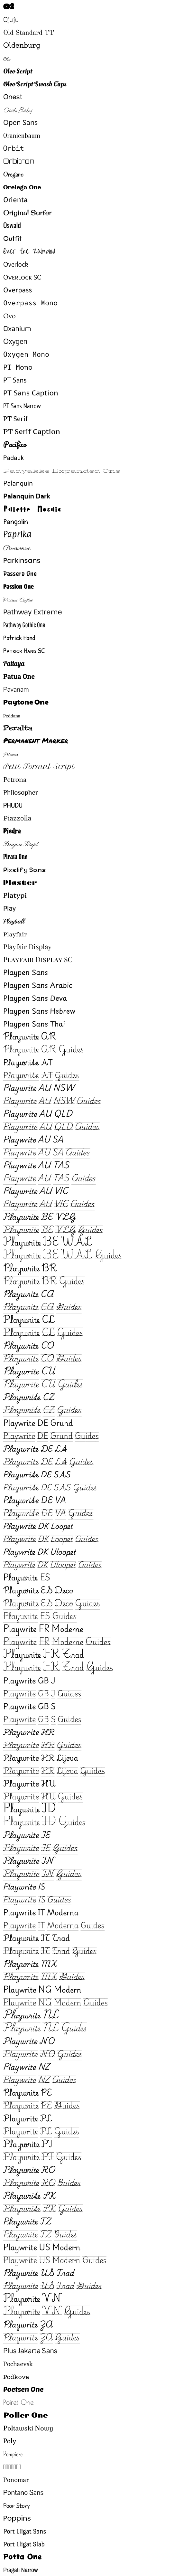 Oi
Ojuju
Old Standard TT
Oldenburg
Ole
Oleo Script
Oleo Script Swash Caps
Onest
Oooh Baby
Open Sans
Oranienbaum
Orbit
Orbitron
Oregano
Orelega One
Orienta
Original Surfer
Oswald
Outfit
Over the Rainbow
Overlock
Overlock SC
Overpass
Overpass Mono
Ovo
Oxanium
Oxygen
Oxygen Mono
PT Mono
PT Sans
PT Sans Caption
PT Sans Narrow
PT Serif
PT Serif Caption
Pacifico
Padauk
Padyakke Expanded One
Palanquin
Palanquin Dark
Palette Mosaic
Pangolin
Paprika
Parisienne
Parkinsans
Passero One
Passion One
Passions Conflict
Pathway Extreme
Pathway Gothic One
Patrick Hand
Patrick Hand SC
Pattaya
Patua One
Pavanam
Paytone One
Peddana
Peralta
Permanent Marker
Petemoss
Petit Formal Script
Petrona
Philosopher
PHUDU
Piazzolla
Piedra
Pinyon Script
Pirata One
Pixelify Sans
Plaster
Platypi
Play
Playball
Playfair
Playfair Display
Playfair Display SC
Playpen Sans
Playpen Sans Arabic
Playpen Sans Deva
Playpen Sans Hebrew
Playpen Sans Thai
Playwrite AR
Playwrite AR Guides
Playwrite AT
Playwrite AT Guides
Playwrite AU NSW
Playwrite AU NSW Guides
Playwrite AU QLD
Playwrite AU QLD Guides
Playwrite AU SA
Playwrite AU SA Guides
Playwrite AU TAS
Playwrite AU TAS Guides
Playwrite AU VIC
Playwrite AU VIC Guides
Playwrite BE VLG
Playwrite BE VLG Guides
Playwrite BE WAL
Playwrite BE WAL Guides
Playwrite BR
Playwrite BR Guides
Playwrite CA
Playwrite CA Guides
Playwrite CL
Playwrite CL Guides
Playwrite CO
Playwrite CO Guides
Playwrite CU
Playwrite CU Guides
Playwrite CZ
Playwrite CZ Guides
Playwrite DE Grund
Playwrite DE Grund Guides
Playwrite DE LA
Playwrite DE LA Guides
Playwrite DE SAS
Playwrite DE SAS Guides
Playwrite DE VA
Playwrite DE VA Guides
Playwrite DK Loopet
Playwrite DK Loopet Guides
Playwrite DK Uloopet
Playwrite DK Uloopet Guides
Playwrite ES
Playwrite ES Deco
Playwrite ES Deco Guides
Playwrite ES Guides
Playwrite FR Moderne
Playwrite FR Moderne Guides
Playwrite FR Trad
Playwrite FR Trad Guides
Playwrite GB J
Playwrite GB J Guides
Playwrite GB S
Playwrite GB S Guides
Playwrite HR
Playwrite HR Guides
Playwrite HR Lijeva
Playwrite HR Lijeva Guides
Playwrite HU
Playwrite HU Guides
Playwrite ID
Playwrite ID Guides
Playwrite IE
Playwrite IE Guides
Playwrite IN
Playwrite IN Guides
Playwrite IS
Playwrite IS Guides
Playwrite IT Moderna
Playwrite IT Moderna Guides
Playwrite IT Trad
Playwrite IT Trad Guides
Playwrite MX
Playwrite MX Guides
Playwrite NG Modern
Playwrite NG Modern Guides
Playwrite NL
Playwrite NL Guides
Playwrite NO
Playwrite NO Guides
Playwrite NZ
Playwrite NZ Guides
Playwrite PE
Playwrite PE Guides
Playwrite PL
Playwrite PL Guides
Playwrite PT
Playwrite PT Guides
Playwrite RO
Playwrite RO Guides
Playwrite SK
Playwrite SK Guides
Playwrite TZ
Playwrite TZ Guides
Playwrite US Modern
Playwrite US Modern Guides
Playwrite US Trad
Playwrite US Trad Guides
Playwrite VN
Playwrite VN Guides
Playwrite ZA
Playwrite ZA Guides
Plus Jakarta Sans
Pochaevsk
Podkova
Poetsen One
Poiret One
Poller One
Poltawski Nowy
Poly
Pompiere
Ponomar
Pontano Sans
Poor Story
Poppins
Port Lligat Sans
Port Lligat Slab
Potta One
Pragati Narrow